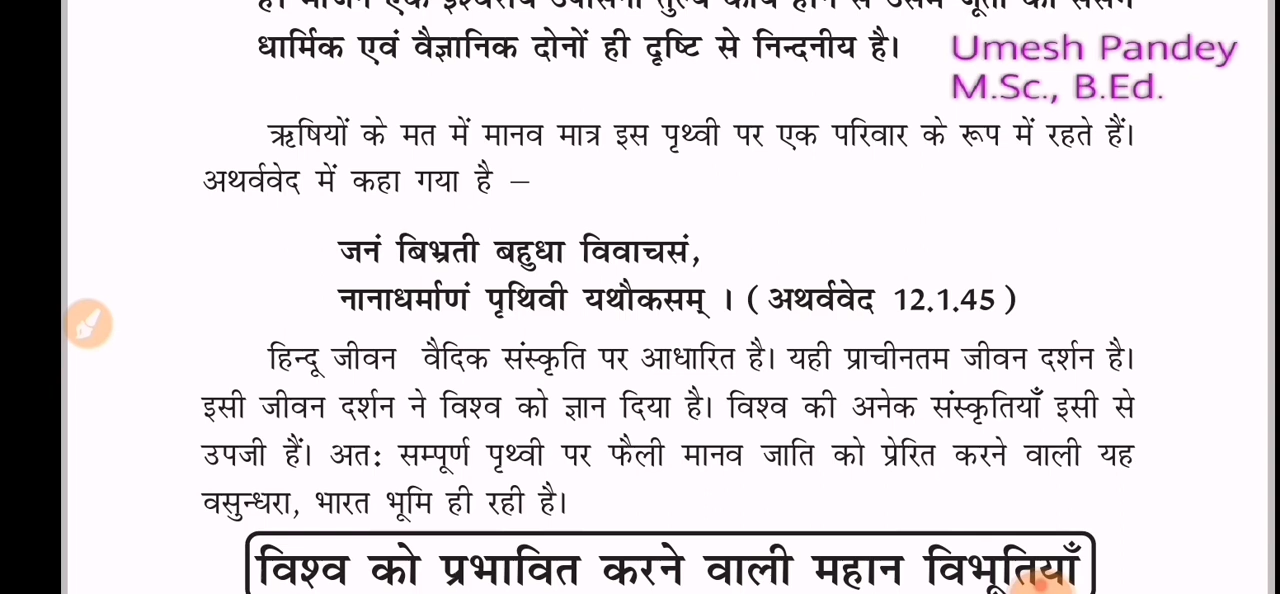 धार्मिक एवं वैज्ञानिक दोनों ही दृष्टि से निन्दनीय है।
Umesh Pandey
M.Sc., B.Ed.
ऋषियों के मत में मानव मात्र इस पृथ्वी पर एक परिवार के रूप में रहते हैं।
अथर्ववेद में कहा गया है –
जनं बिभ्रती बहुधा विवाचसं,
नानाधर्माणं पृथिवी यथौकसम् । ( अथर्ववेद 12.1.45 )
हिन्दू जीवन वैदिक संस्कृति पर आधारित है। यही प्राचीनतम जीवन दर्शन है।
इसी जीवन दर्शन ने विश्व को ज्ञान दिया है। विश्व की अनेक संस्कृतियाँ इसी से
उपजी हैं। अतः सम्पूर्ण पृथ्वी पर फैली मानव जाति को प्रेरित करने वाली यह
वसुन्धरा, भारत भूमि ही रही है।
विश्व को प्रभावित करने वाली महान विभूतियाँ